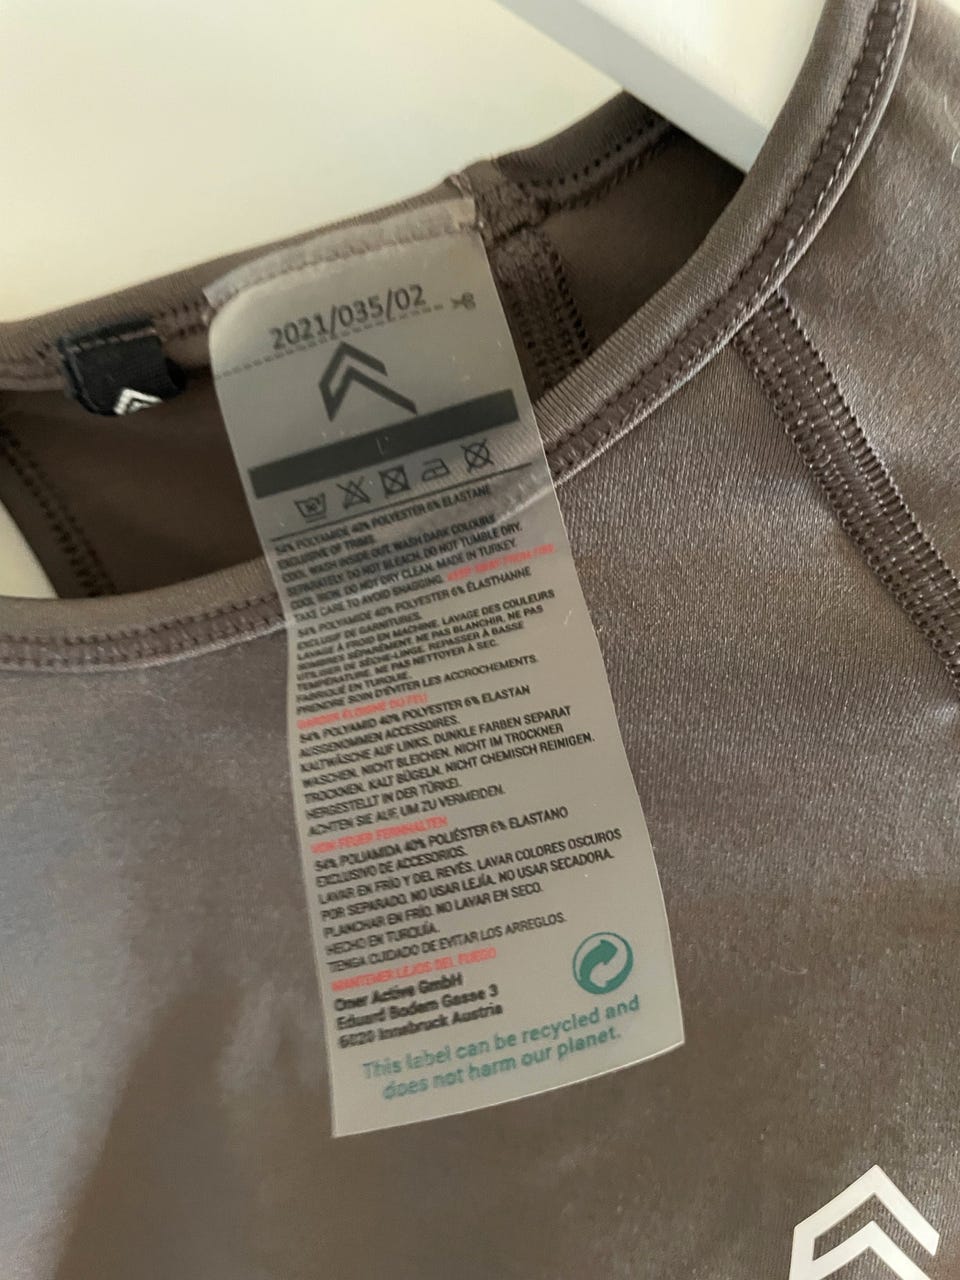 2021/035/02
54% POLYAMIDE 40% POLYESTER 6% ELASTANE
EXCLUSIVE OF TRIMS.
COOL WASH INSIDE OUT. WASH DARK COLOURS
SEPARATELY. DO NOT BLEACH. DO NOT TUMBLE DRY.
COOL IRON. DO NOT DRY CLEAN. MADE IN TURKEY.
TAKE CARE TO AVOID SNAGGING. KEEP AWAY FROM FIRE.
54% POLYAMIDE 40% POLYESTER 6% ÉLASTHANNE
EXCLUSIF DE GARNITURES.
LAVAGE À FROID EN MACHINE. LAVAGE DES COULEURS
SOMBRES SÉPARÉMENT. NE PAS BLANCHIR. NE PAS
UTILISER DE SÈCHE-LINGE. REPASSER À BASSE
TEMPÉRATURE. NE PAS NETTOYER À SEC.
FABRIQUÉ EN TURQUIE.
PRENDRE SOIN D'ÉVITER LES ACCROCHEMENTS.
GARDER ÉLOIGNÉ DU FEU
54% POLYAMID 40% POLYESTER 6% ELASTAN
AUSGENOMMEN ACCESSOIRES.
KALTWÄSCHE AUF LINKS. DUNKLE FARBEN SEPARAT
WASCHEN. NICHT BLEICHEN. NICHT IM TROCKNER
TROCKNEN. KALT BÜGELN. NICHT CHEMISCH REINIGEN.
HERGESTELLT IN DER TÜRKEI.
ACHTEN SIE AUF, UM ZU VERMEIDEN.
VON FEUER FERNHALTEN
54% POLIAMIDA 40% POLIÉSTER 6% ELASTANO
EXCLUSIVO DE ACCESORIOS.
LAVAR EN FRÍO Y DEL REVÉS. LAVAR COLORES OSCUROS
POR SEPARADO. NO USAR LEJÍA. NO USAR SECADORA.
PLANCHAR EN FRÍO. NO LAVAR EN SECO.
HECHO EN TURQUÍA.
TENGA CUIDADO DE EVITAR LOS ARREGLOS.
MANTENER LEJOS DEL FUEGO
Oner Active GmbH
Eduard Bodem Gasse 3
6020 Innsbruck Austria
This label can be recycled and
does not harm our planet.